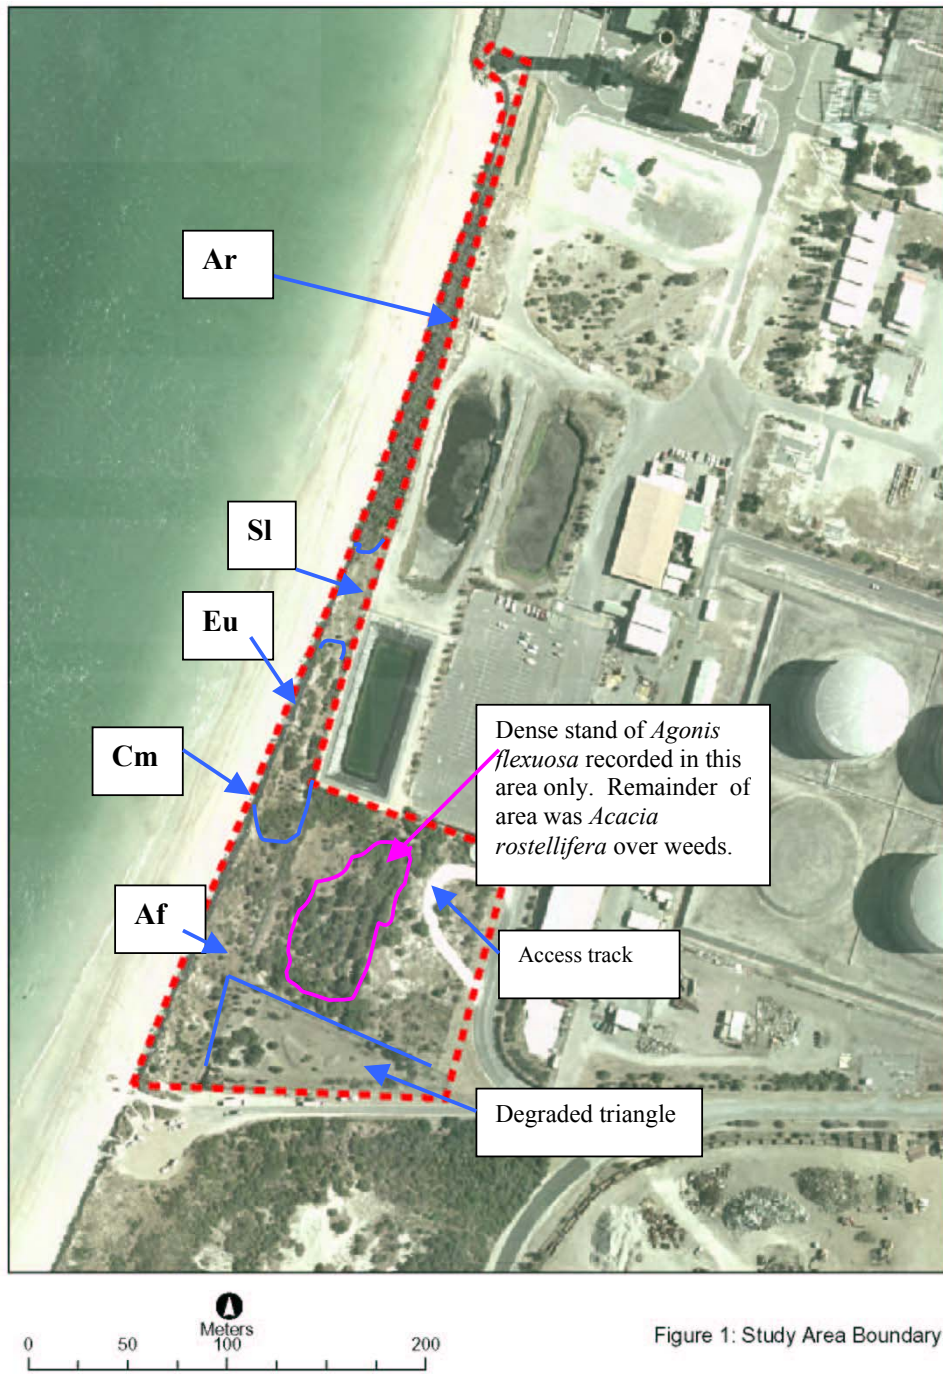 Ar
Sl
Eu
Cm
Dense stand of Agonis
flexuosa recorded in this
area only. Remainder of
area was Acacia
rostellifera over weeds.
Af
Access track
Degraded triangle
Meters
0 50 100 200
Figure 1: Study Area Boundary